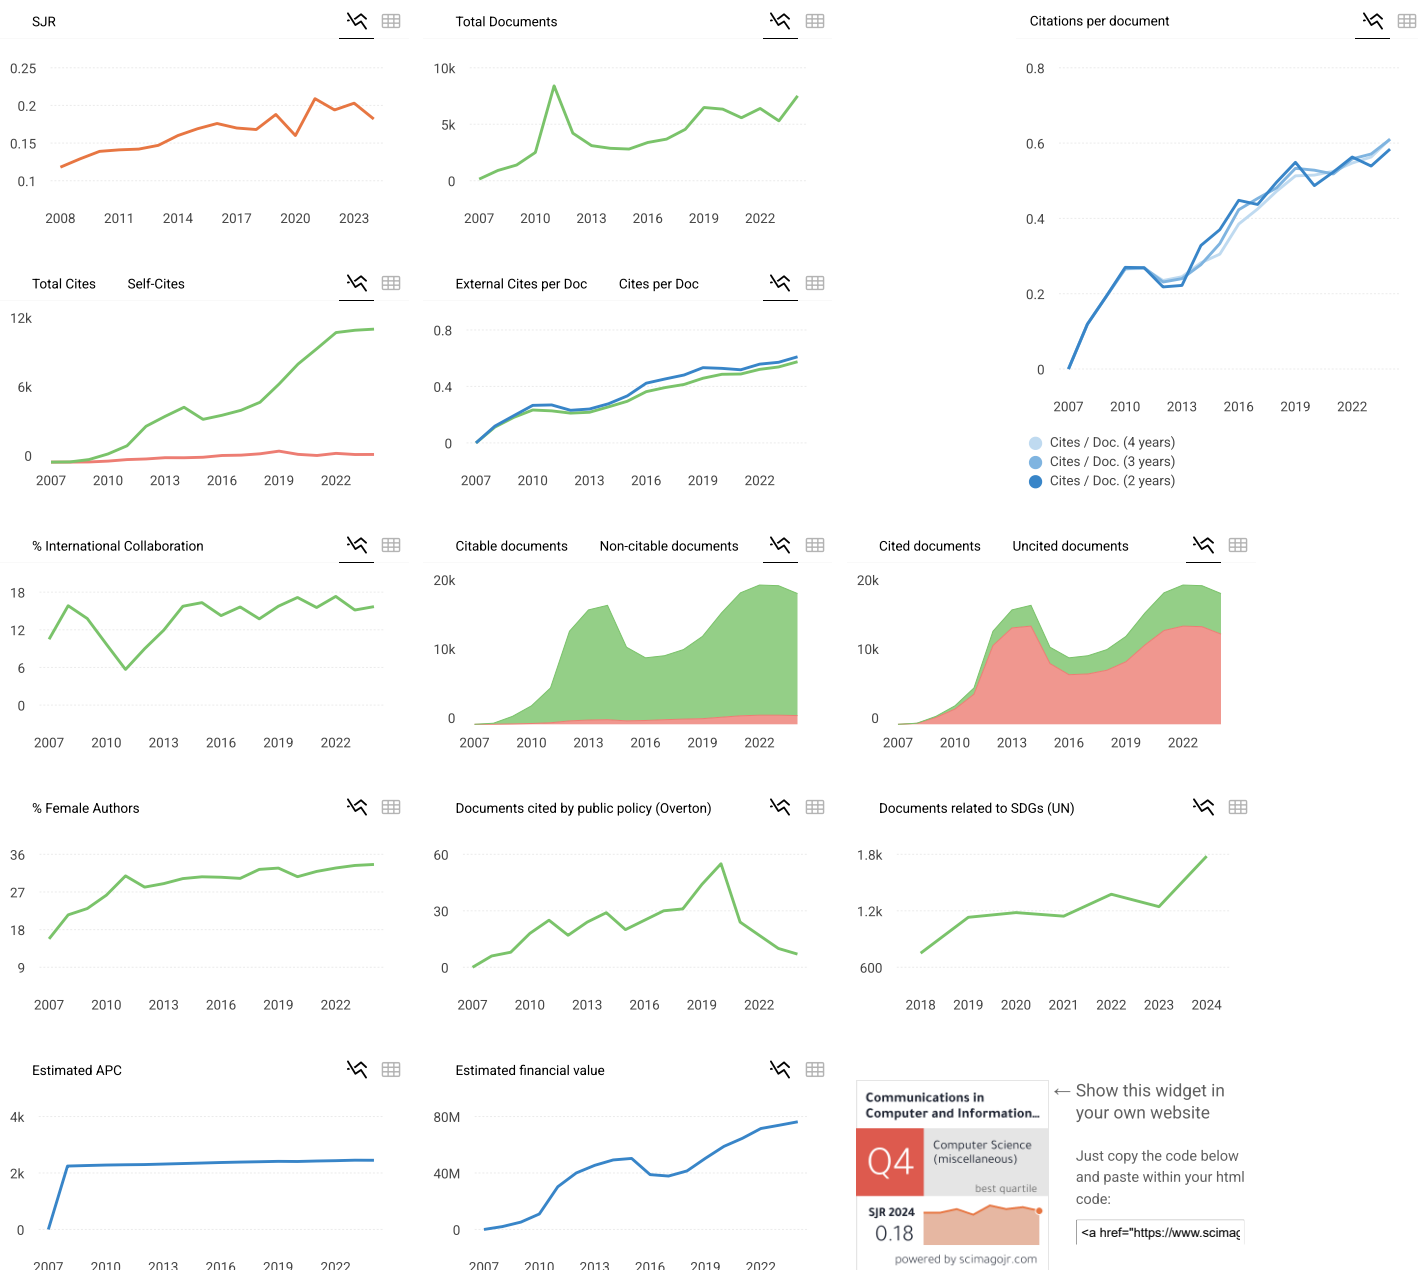 SJR
0.25
0.2
0.15
0.1
2008 2011 2014 2017 2020 2023
Total Documents
10k
5k
0
2007 2010 2013 2016 2019 2022
Citations per document
0.8
0.6
0.4
0.2
0
2007 2010 2013 2016 2019 2022
Cites / Doc. (4 years)
Cites / Doc. (3 years)
Cites / Doc. (2 years)
Total Cites Self-Cites
12k
6k
0
2007 2010 2013 2016 2019 2022
External Cites per Doc Cites per Doc
0.8
0.4
0
2007 2010 2013 2016 2019 2022
% International Collaboration
18
12
6
0
2007 2010 2013 2016 2019 2022
Citable documents Non-citable documents
20k
10k
0
2007 2010 2013 2016 2019 2022
Cited documents Uncited documents
20k
10k
0
2007 2010 2013 2016 2019 2022
% Female Authors
36
27
18
9
2007 2010 2013 2016 2019 2022
Documents cited by public policy (Overton)
60
30
0
2007 2010 2013 2016 2019 2022
Documents related to SDGs (UN)
1.8k
1.2k
600
2018 2019 2020 2021 2022 2023 2024
Estimated APC
4k
2k
0
2007 2010 2013 2016 2019 2022
Estimated financial value
80M
40M
0
2007 2010 2013 2016 2019 2022
Communications in
Computer and Information...
Q4
Computer Science
(miscellaneous)
best quartile
SJR 2024
0.18
powered by scimagojr.com
← Show this widget in
your own website
Just copy the code below
and paste within your html
code:
<a href="https://www.scimag